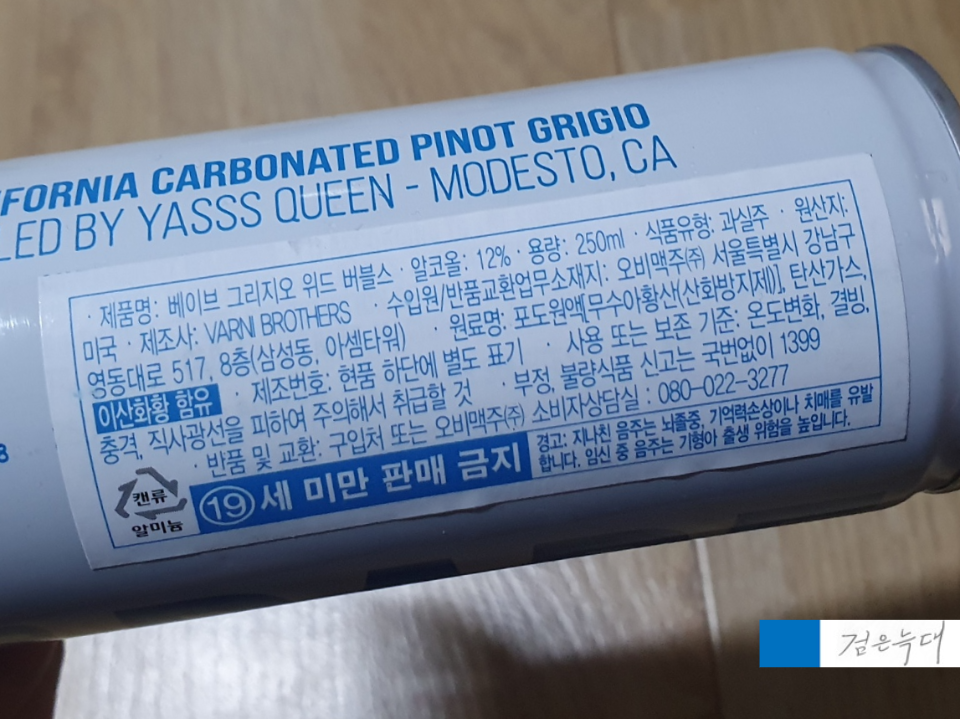 FORNIA CARBONATED PINOT GRIGIO
LED BY YASSS QUEEN - MODESTO, CA
· 제품명: 베이브 그리지오 위드 버블스 · 알코올: 12% · 용량: 250ml · 식품유형: 과실주 · 원산지:
미국 · 제조사: VARNI BROTHERS · 수입원/반품교환업무소재지: 오비맥주㈜ 서울특별시 강남구
영동대로 517, 8층(삼성동, 아셈타워) · 원료명: 포도원액[무수아황산(산화방지제)], 탄산가스,
이산화황 함유 · 제조번호: 현품 하단에 별도 표기 · 사용 또는 보존 기준: 온도변화, 결빙,
충격, 직사광선을 피하여 주의해서 취급할 것 · 부정, 불량식품 신고는 국번없이 1399
· 반품 및 교환: 구입처 또는 오비맥주㈜ 소비자상담실 : 080-022-3277
캔류
알미늄
19세 미만 판매 금지
경고: 지나친 음주는 뇌졸중, 기억력손상이나 치매를 유발
합니다. 임신 중 음주는 기형아 출생 위험을 높입니다.
검은늑대